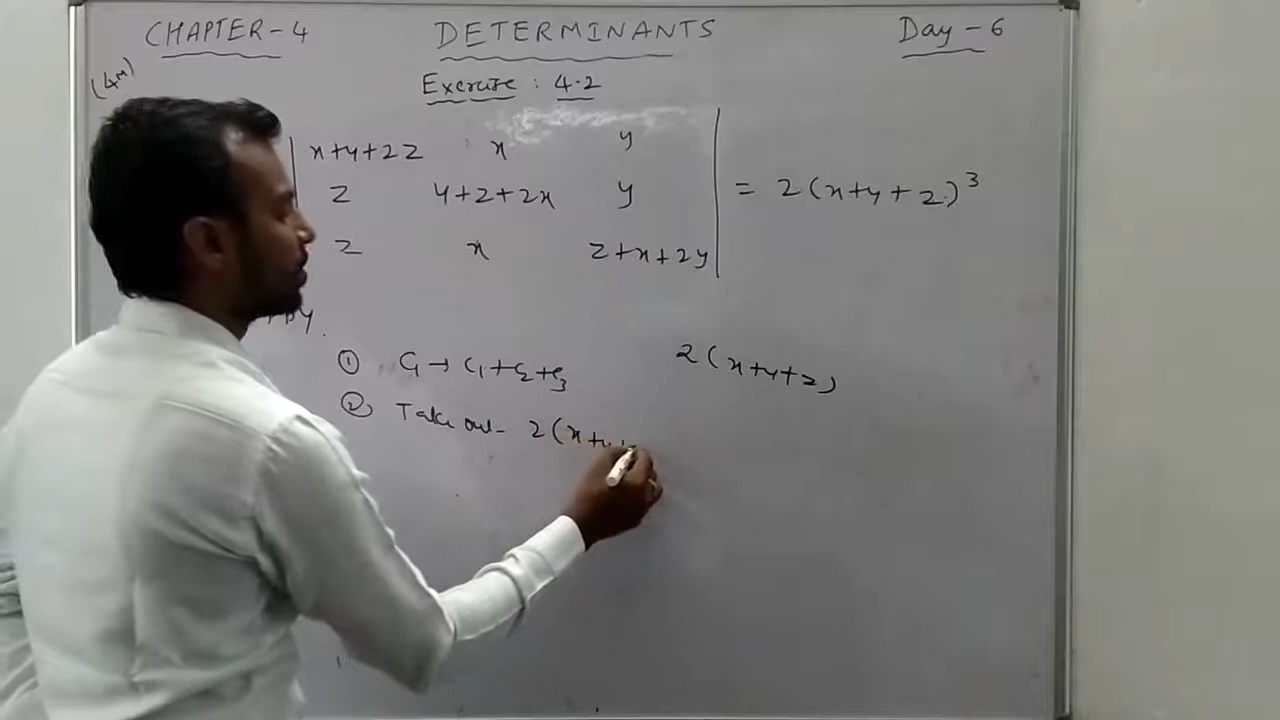 CHAPTER-4 DETERMINANTS Day - 6
(4M) Exercise : 4.2
x+y+2z x y
z y+z+2x y = 2(x+y+z)³
z x z+x+2y
① C₁ → C₁+C₂+C₃ 2(x+y+z)
② Take out - 2(x+y+